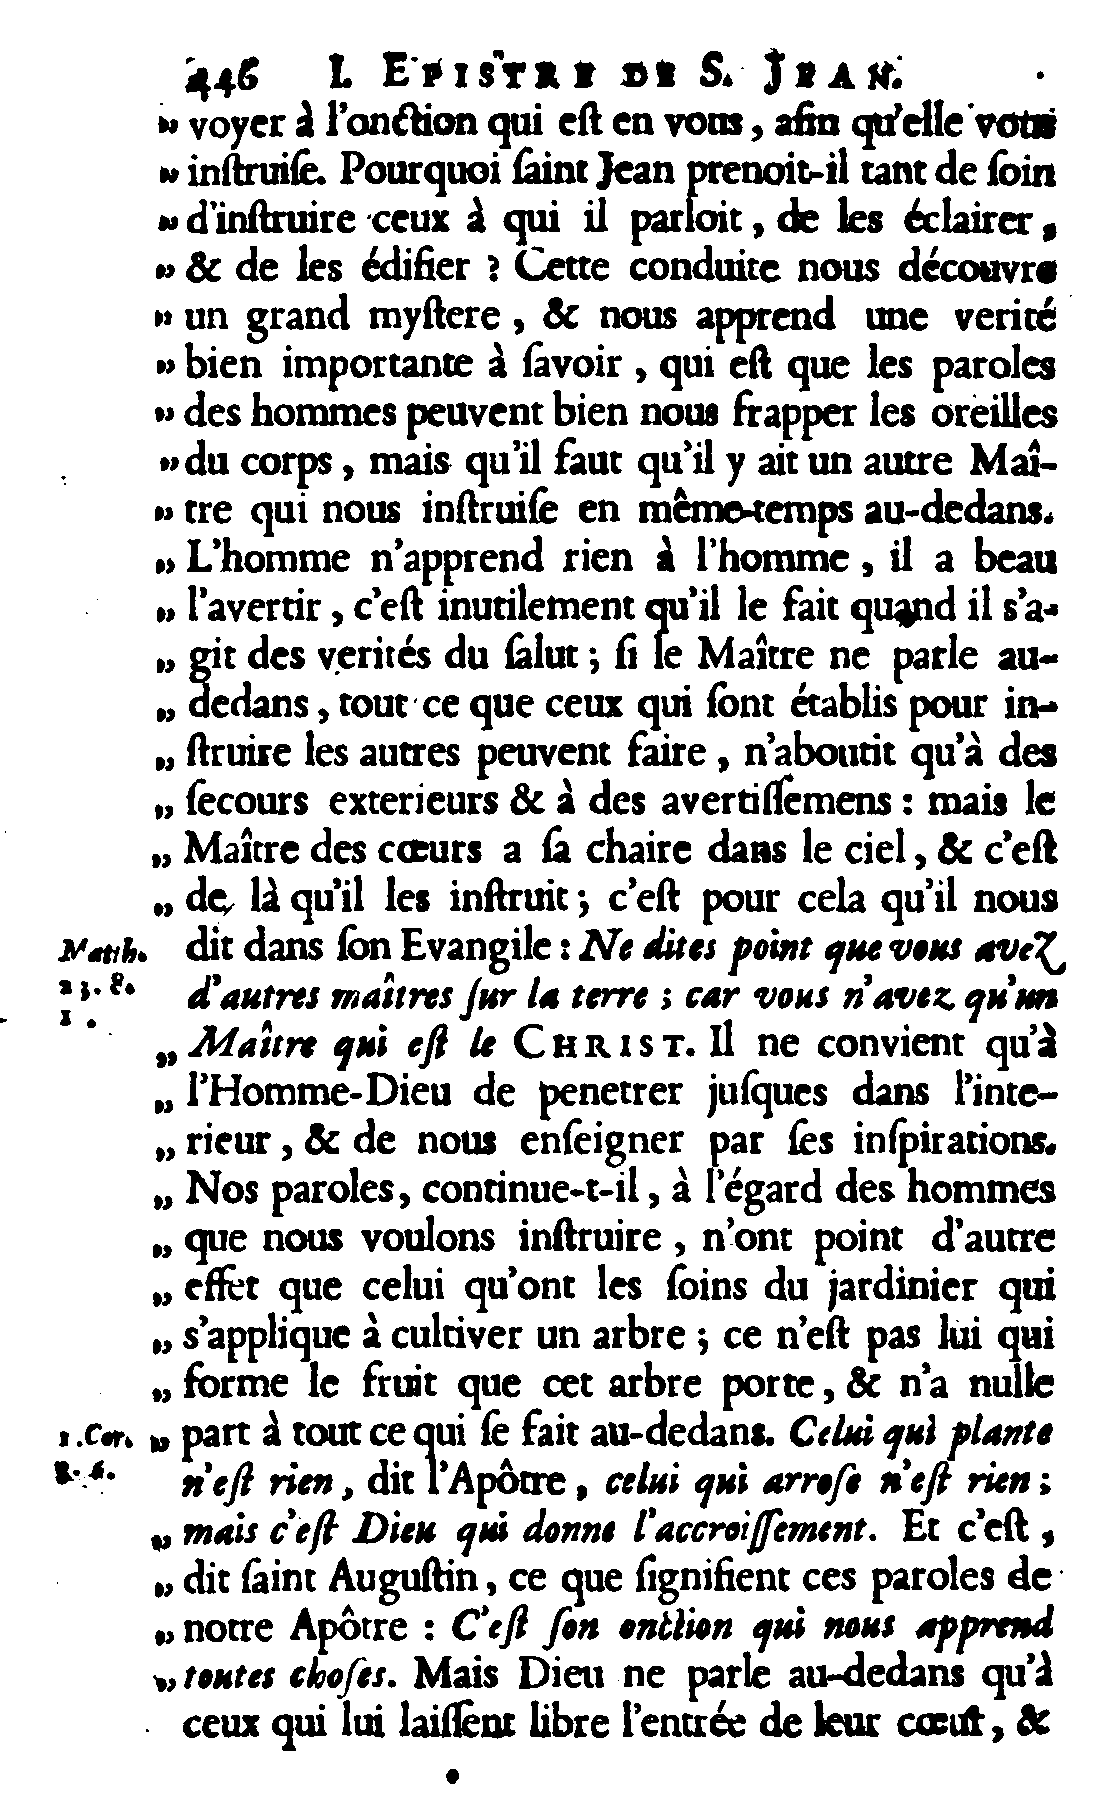 446 I. EPISTRE DE S. JEAN.
„ voyer à l'onction qui eſt en vous, afin qu'elle vous
„ inſtruiſe. Pourquoi ſaint Jean prenoit-il tant de ſoin
„ d'inſtruire ceux à qui il parloit, de les éclairer,
„ & de les édifier ? Cette conduite nous découvre
„ un grand myſtere, & nous apprend une verité
„ bien importante à ſavoir, qui eſt que les paroles
„ des hommes peuvent bien nous frapper les oreilles
„ du corps, mais qu'il faut qu'il y ait un autre Maî-
„ tre qui nous inſtruiſe en même-temps au-dedans.
„ L'homme n'apprend rien à l'homme, il a beau
„ l'avertir, c'eſt inutilement qu'il le fait quand il s'a-
„ git des verités du ſalut ; ſi le Maître ne parle au-
„ dedans, tout ce que ceux qui ſont établis pour in-
„ ſtruire les autres peuvent faire, n'aboutit qu'à des
„ ſecours exterieurs & à des avertiſſemens : mais le
„ Maître des cœurs a ſa chaire dans le ciel, & c'eſt
„ de là qu'il les inſtruit ; c'eſt pour cela qu'il nous
Matth. dit dans ſon Evangile : Ne dites point que vous avez
23. 8. d'autres maîtres ſur la terre ; car vous n'avez qu'un
„ Maître qui eſt le CHRIST. Il ne convient qu'à
„ l'Homme-Dieu de penetrer juſques dans l'inte-
„ rieur, & de nous enſeigner par ſes inſpirations.
„ Nos paroles, continue-t-il, à l'égard des hommes
„ que nous voulons inſtruire, n'ont point d'autre
„ effet que celui qu'ont les ſoins du jardinier qui
„ s'applique à cultiver un arbre ; ce n'eſt pas lui qui
„ forme le fruit que cet arbre porte, & n'a nulle
1. Cor. „ part à tout ce qui ſe fait au-dedans. Celui qui plante
n'eſt rien, dit l'Apôtre, celui qui arroſe n'eſt rien ;
„ mais c'eſt Dieu qui donne l'accroiſſement. Et c'eſt,
„ dit ſaint Auguſtin, ce que ſignifient ces paroles de
„ notre Apôtre : C'eſt ſon onction qui nous apprend
„ toutes choſes. Mais Dieu ne parle au-dedans qu'à
ceux qui lui laiſſent libre l'entrée de leur cœur, &